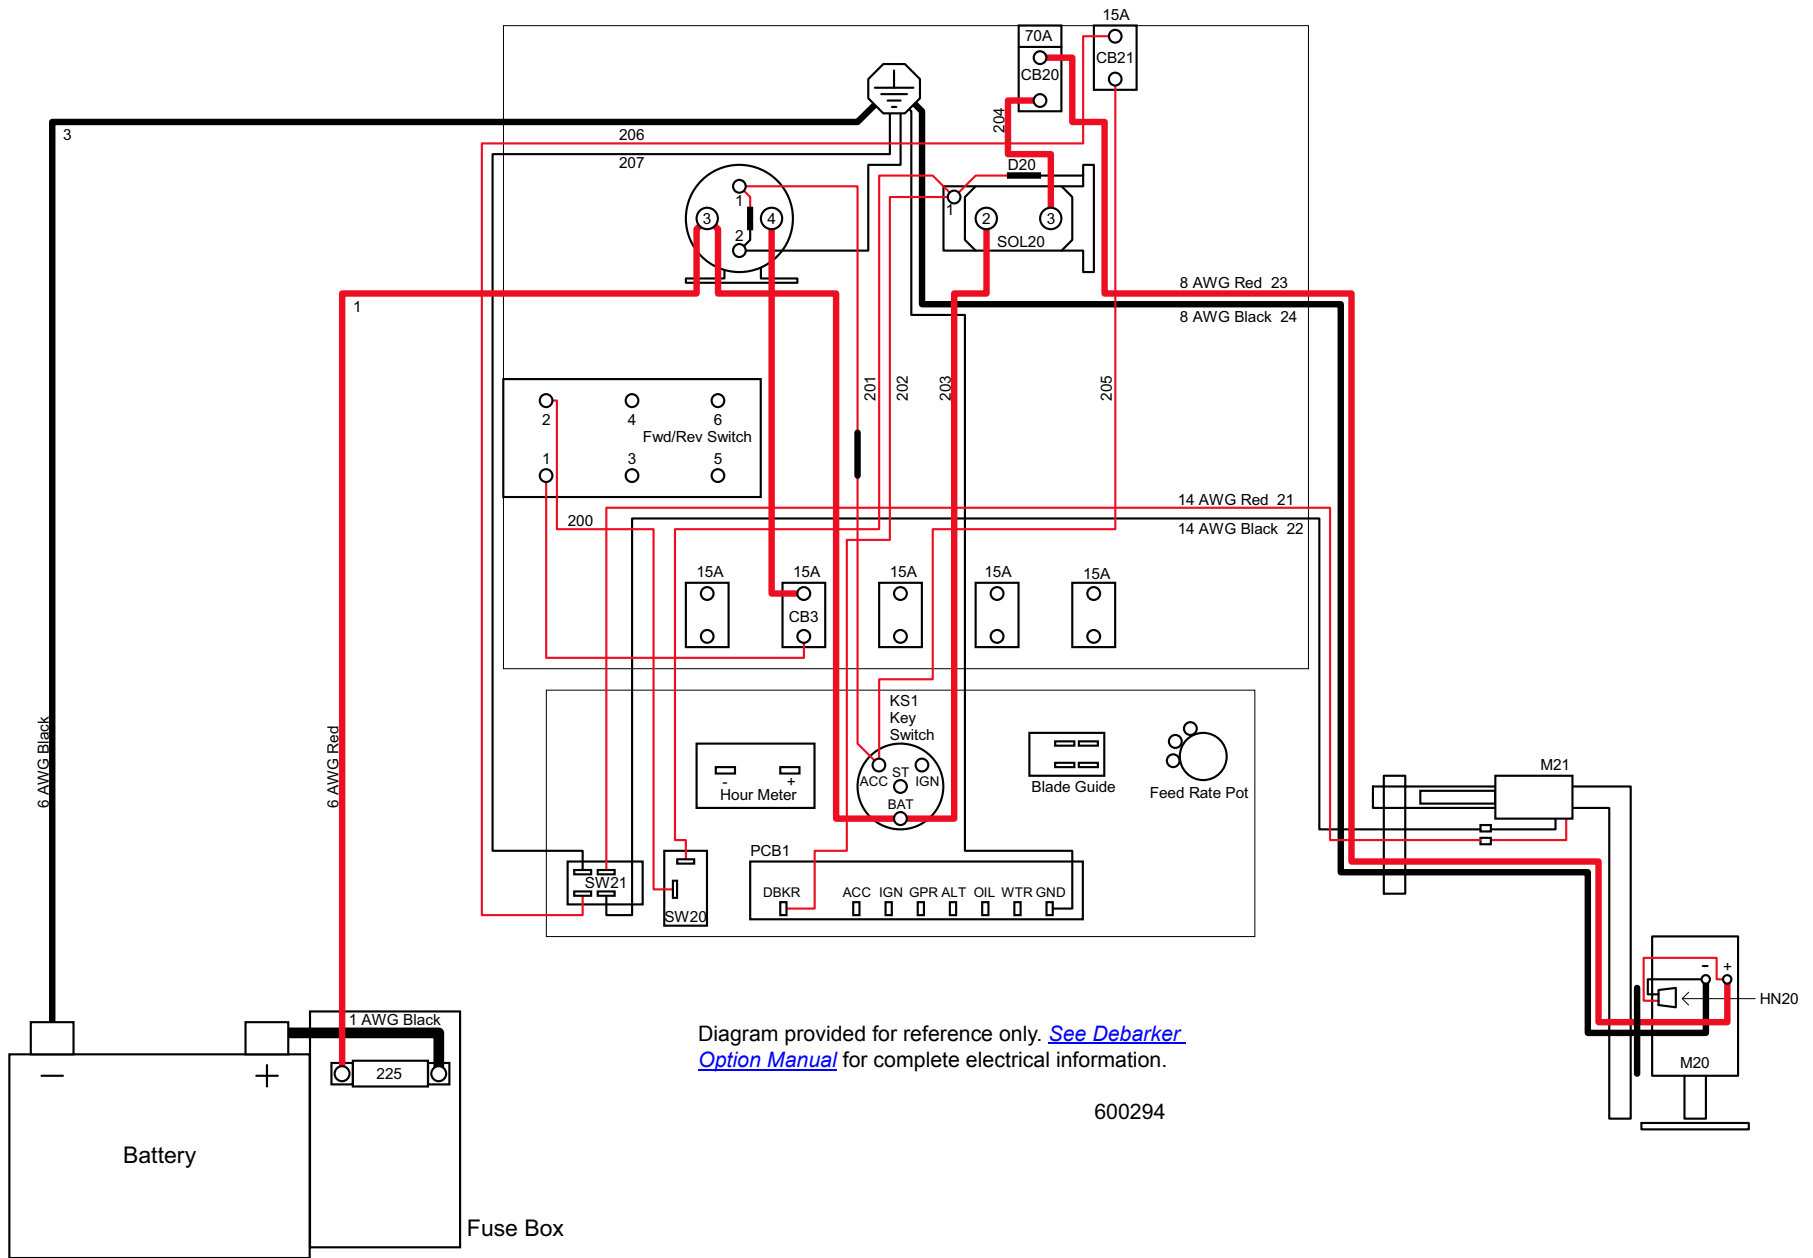 15A
70A
CB20
CB21
3
206
207
204
D20
1
2
3
4
1
2
3
SOL20
1
8 AWG Red 23
8 AWG Black 24
201
202
203
205
2
4
6
Fwd/Rev Switch
1
3
5
200
14 AWG Red 21
14 AWG Black 22
15A
15A
15A
15A
15A
CB3
6 AWG Black
6 AWG Red
KS1
Key
Switch
- +
Hour Meter
ACC
ST
IGN
BAT
Blade Guide
Feed Rate Pot
M21
SW21
SW20
PCB1
DBKR ACC IGN GPR ALT OIL WTR GND
- +
HN20
M20
1 AWG Black
225
− +
Battery
Fuse Box
Diagram provided for reference only. See Debarker
Option Manual for complete electrical information.
600294